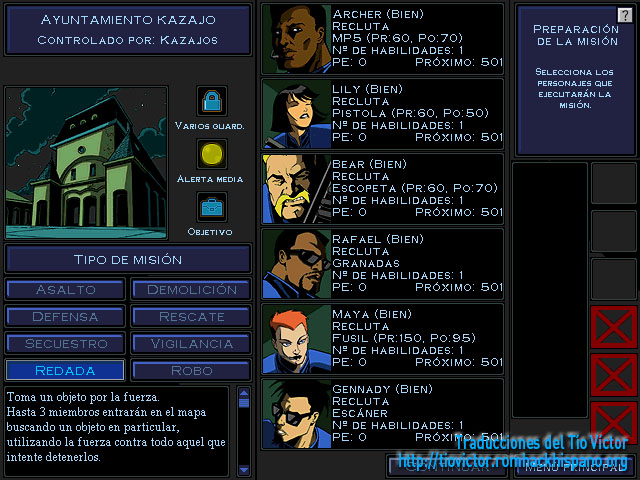 Ayuntamiento kazajo
Controlado por: Kazajos
Varios guard.
Alerta media
Objetivo
Tipo de misión
Asalto
Demolición
Defensa
Rescate
Secuestro
Vigilancia
Redada
Robo
Toma un objeto por la fuerza.
Hasta 3 miembros entrarán en el mapa
buscando un objeto en particular,
utilizando la fuerza contra todo aquel que
intente detenerlos.
Archer (Bien)
Recluta
MP5 (Pr:60, Po:70)
Nº de habilidades: 1
PE: 0 Próximo: 501
Lily (Bien)
Recluta
Pistola (Pr:60, Po:50)
Nº de habilidades: 1
PE: 0 Próximo: 501
Bear (Bien)
Recluta
Escopeta (Pr:60, Po:70)
Nº de habilidades: 1
PE: 0 Próximo: 501
Rafael (Bien)
Recluta
Granadas
Nº de habilidades: 1
PE: 0 Próximo: 501
Maya (Bien)
Recluta
Fusil (Pr:150, Po:95)
Nº de habilidades: 1
PE: 0 Próximo: 501
Gennady (Bien)
Recluta
Escáner
Nº de habilidades: 1
PE: 0 Próximo: 501
?
Preparación
de la misión
Selecciona los
personajes que
ejecutarán la
misión.
Traducciones del Tio Victor
http://tiovictor.romhackhispano.org
Continuar
Menú principal